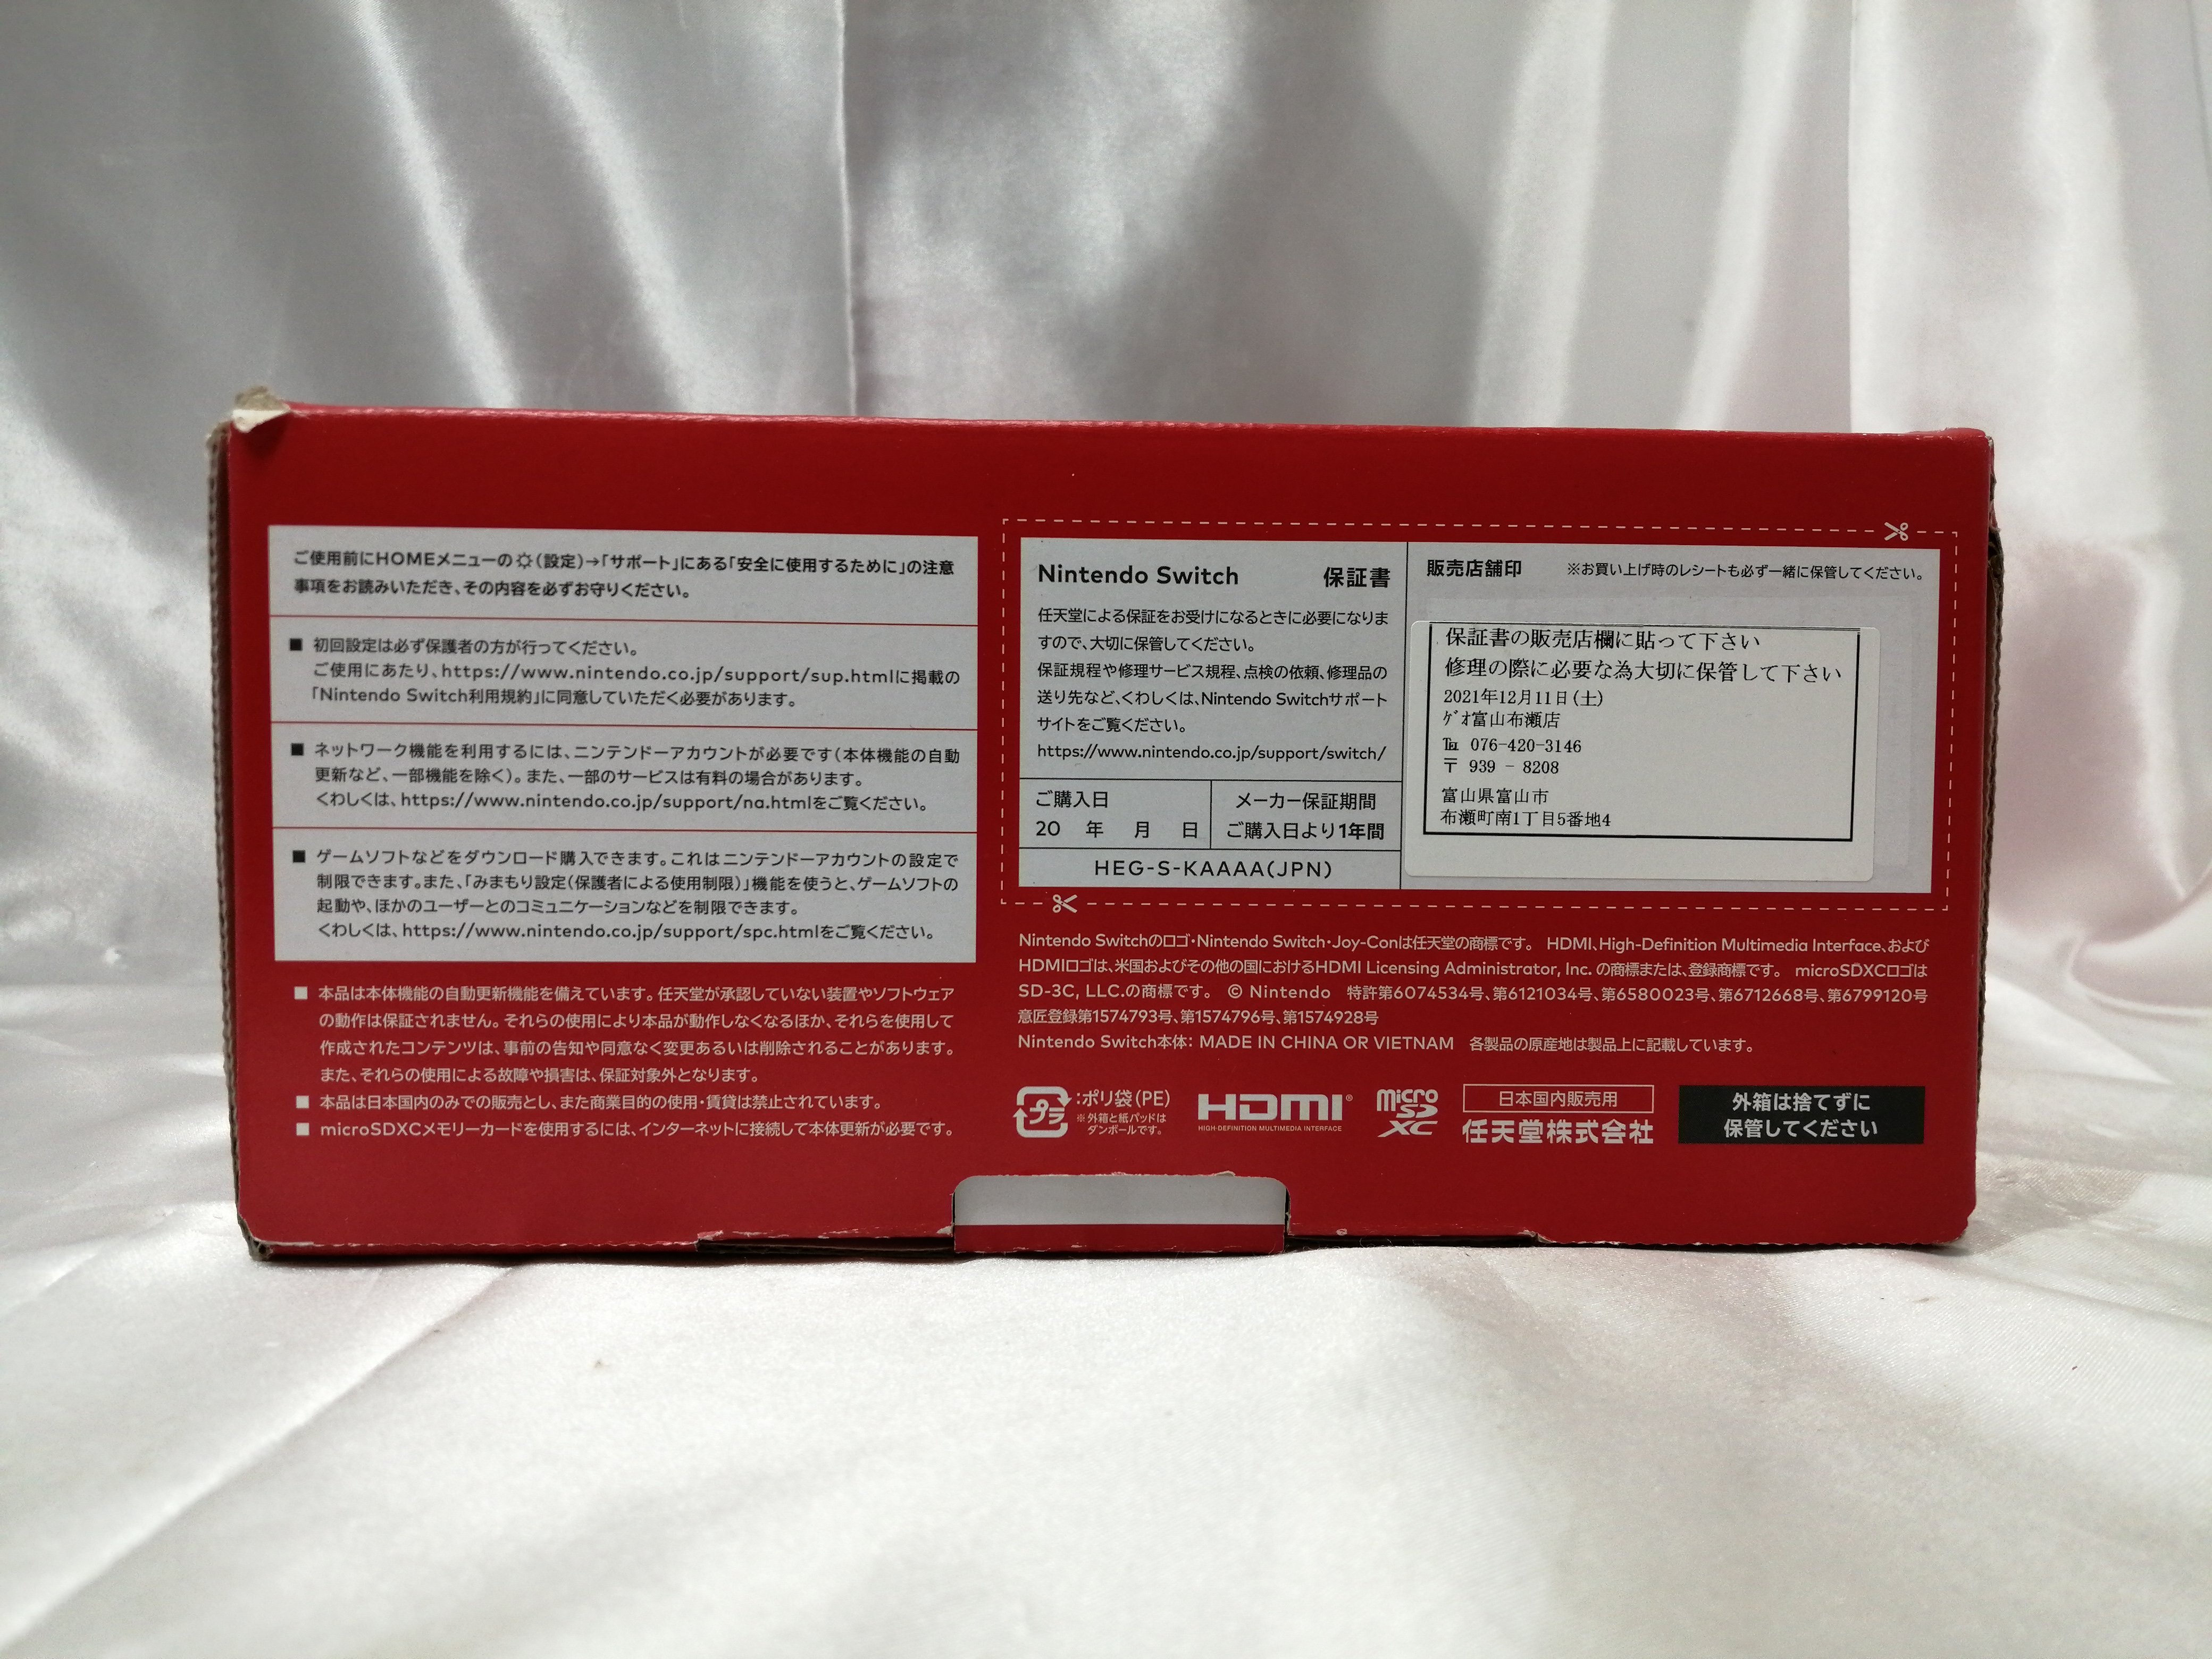 ご使用前にHOMEメニューの(設定)→「サポート」にある「安全に使用するために」の注意
事項をお読みいただき、その内容を必ずお守りください。
■ 初回設定は必ず保護者の方が行ってください。
ご使用にあたり、https://www.nintendo.co.jp/support/sup.htmlに掲載の
「Nintendo Switch利用規約」に同意していただく必要があります。
■ ネットワーク機能を利用するには、ニンテンドーアカウントが必要です(本体機能の自動
更新など、一部機能を除く)。また、一部のサービスは有料の場合があります。
くわしくは、https://www.nintendo.co.jp/support/na.htmlをご覧ください。
■ ゲームソフトなどをダウンロード購入できます。これはニンテンドーアカウントの設定で
制限できます。また、「みまもり設定(保護者による使用制限)」機能を使うと、ゲームソフトの
起動や、ほかのユーザーとのコミュニケーションなどを制限できます。
くわしくは、https://www.nintendo.co.jp/support/spc.htmlをご覧ください。
■ 本品は本体機能の自動更新機能を備えています。任天堂が承認していない装置やソフトウェア
の動作は保証されません。それらの使用により本品が動作しなくなるほか、それらを使用して
作成されたコンテンツは、事前の告知や同意なく変更あるいは削除されることがあります。
また、それらの使用による故障や損害は、保証対象外となります。
■ 本品は日本国内のみでの販売とし、また商業目的の使用・賃貸は禁止されています。
■ microSDXCメモリーカードを使用するには、インターネットに接続して本体更新が必要です。
Nintendo Switch 保証書
任天堂による保証をお受けになるときに必要になりま
すので、大切に保管してください。
保証規程や修理サービス規程、点検の依頼、修理品の
送り先など、くわしくは、Nintendo Switchサポート
サイトをご覧ください。
https://www.nintendo.co.jp/support/switch/
ご購入日
20 年 月 日
メーカー保証期間
ご購入日より1年間
HEG-S-KAAAA(JPN)
販売店舗印 ※お買い上げ時のレシートも必ず一緒に保管してください。
保証書の販売店欄に貼って下さい
修理の際に必要な為大切に保管して下さい
2021年12月11日(土)
ゲオ富山布瀬店
℡ 076-420-3146
〒 939 - 8208
富山県富山市
布瀬町南1丁目5番地4
Nintendo Switchのロゴ・Nintendo Switch・Joy-Conは任天堂の商標です。 HDMI、High-Definition Multimedia Interface、および
HDMIロゴは、米国およびその他の国におけるHDMI Licensing Administrator, Inc. の商標または、登録商標です。 microSDXCロゴは
SD-3C, LLC.の商標です。 © Nintendo 特許第6074534号、第6121034号、第6580023号、第6712668号、第6799120号
意匠登録第1574793号、第1574796号、第1574928号
Nintendo Switch本体: MADE IN CHINA OR VIETNAM 各製品の原産地は製品上に記載しています。
プラ
:ポリ袋(PE)
※外箱と紙パッドは
ダンボールです。
HDMI®
HIGH-DEFINITION MULTIMEDIA INTERFACE
micro
SD
XC
日本国内販売用
任天堂株式会社
外箱は捨てずに
保管してください